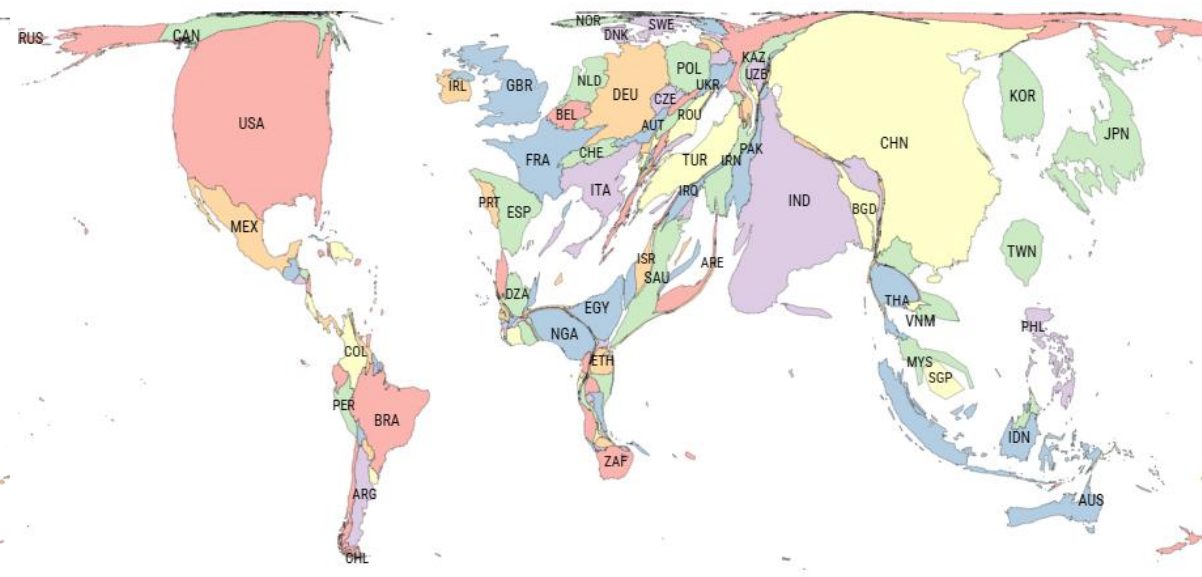 RUS
CAN
USA
MEX
COL
PER
BRA
ARG
CHL
NOR
SWE
DNK
IRL
GBR
NLD
DEU
POL
BEL
CZE
UKR
AUT
ROU
FRA
CHE
ITA
TUR
PRT
ESP
KAZ
UZB
IRN
PAK
IRQ
ISR
SAU
ARE
DZA
EGY
NGA
ETH
ZAF
CHN
IND
BGD
KOR
JPN
TWN
THA
VNM
PHL
MYS
SGP
IDN
AUS